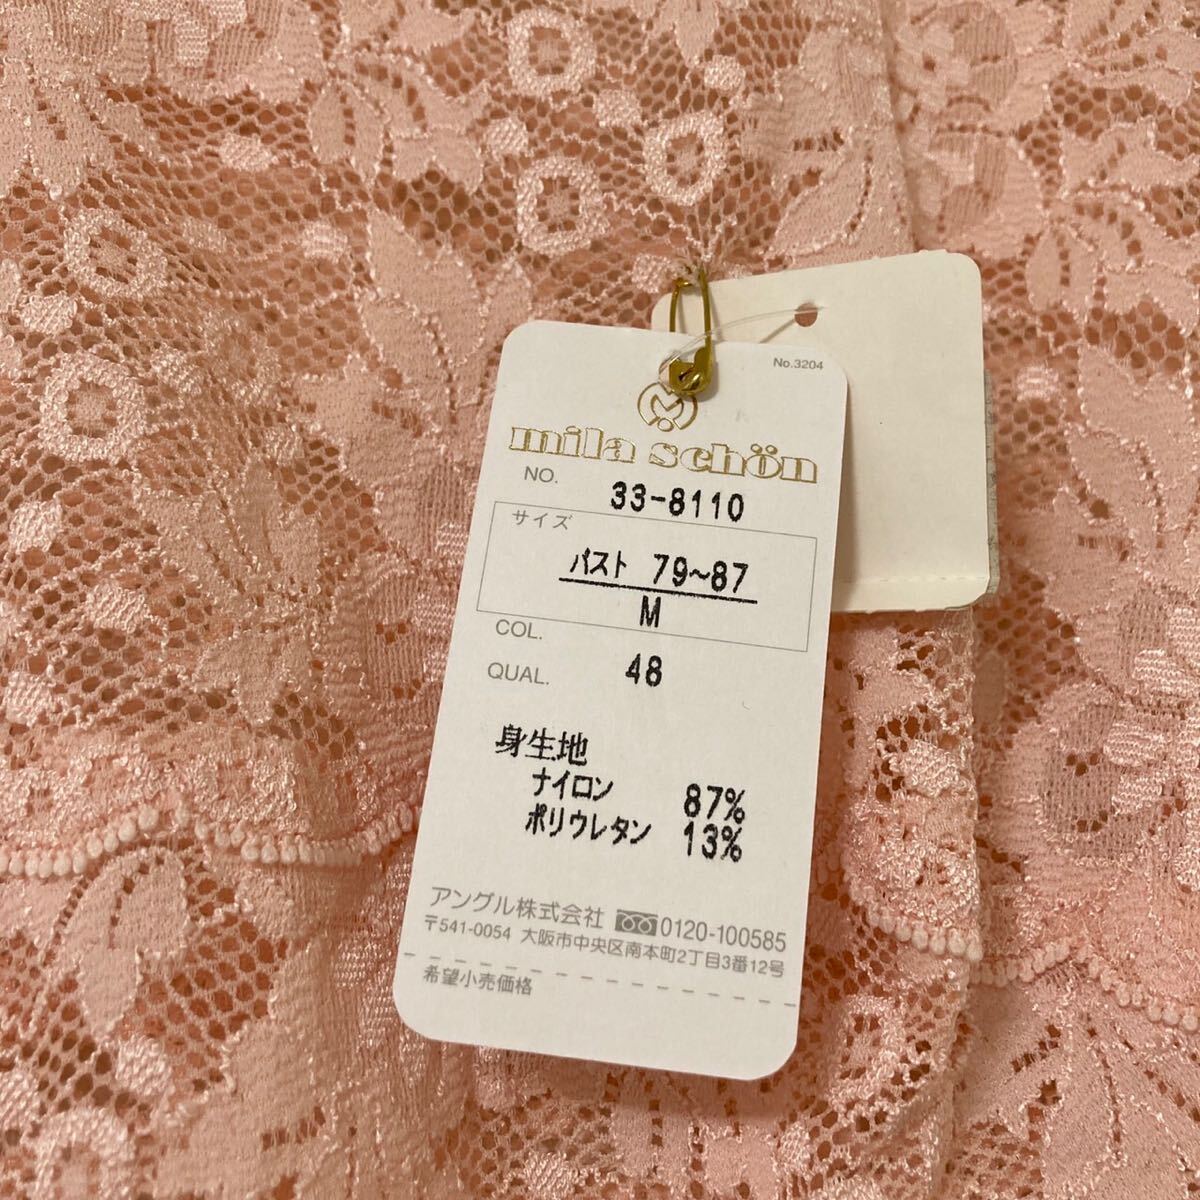 No.3204
mila schön
NO. 33-8110
サイズ
バスト 79~87
M
COL. 48
QUAL.
身生地
ナイロン 87%
ポリウレタン 13%
アングル株式会社 0120-100585
〒541-0054 大阪市中央区南本町2丁目3番12号
希望小売価格